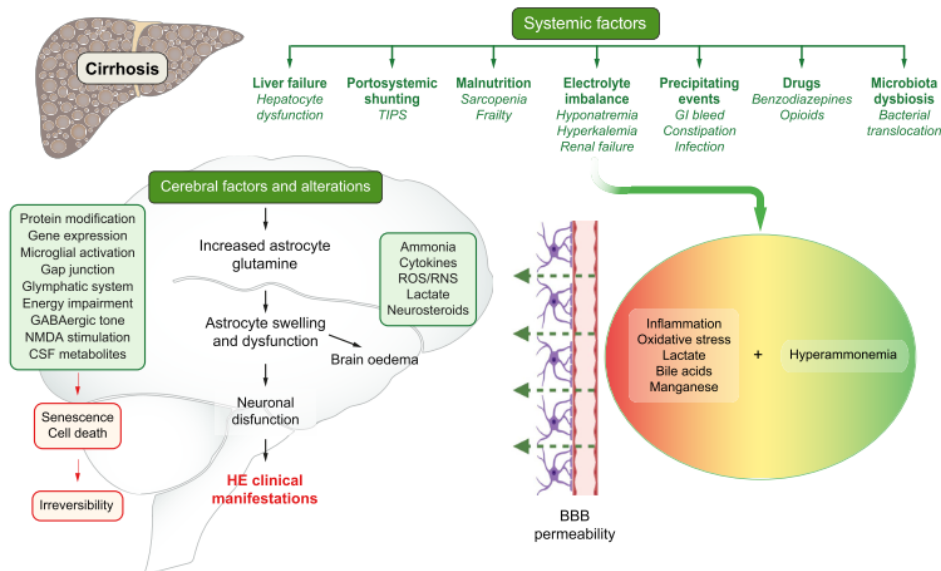 Cirrhosis
Systemic factors
Liver failure
Hepatocyte
dysfunction
Portosystemic
shunting
TIPS
Malnutrition
Sarcopenia
Frailty
Electrolyte
imbalance
Hyponatremia
Hyperkalemia
Renal failure
Precipitating
events
GI bleed
Constipation
Infection
Drugs
Benzodiazepines
Opioids
Microbiota
dysbiosis
Bacterial
translocation
Cerebral factors and alterations
Protein modification
Gene expression
Microglial activation
Gap junction
Glymphatic system
Energy impairment
GABAergic tone
NMDA stimulation
CSF metabolites
Senescence
Cell death
Irreversibility
Increased astrocyte
glutamine
Astrocyte swelling
and dysfunction
Brain oedema
Neuronal
disfunction
HE clinical
manifestations
Ammonia
Cytokines
ROS/RNS
Lactate
Neurosteroids
BBB
permeability
Inflammation
Oxidative stress
Lactate
Bile acids
Manganese
+
Hyperammonemia